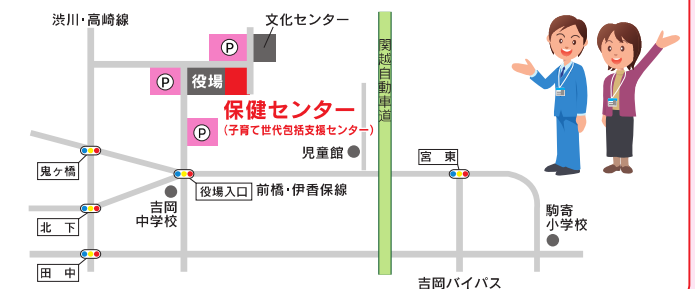 渋川・高崎線
文化センター
P
P
役場
保健センター
（子育て世代包括支援センター）
P
関越自動車道
児童館
宮東
鬼ヶ橋
役場入口
前橋・伊香保線
吉岡
中学校
駒寄
小学校
北下
田中
吉岡バイパス